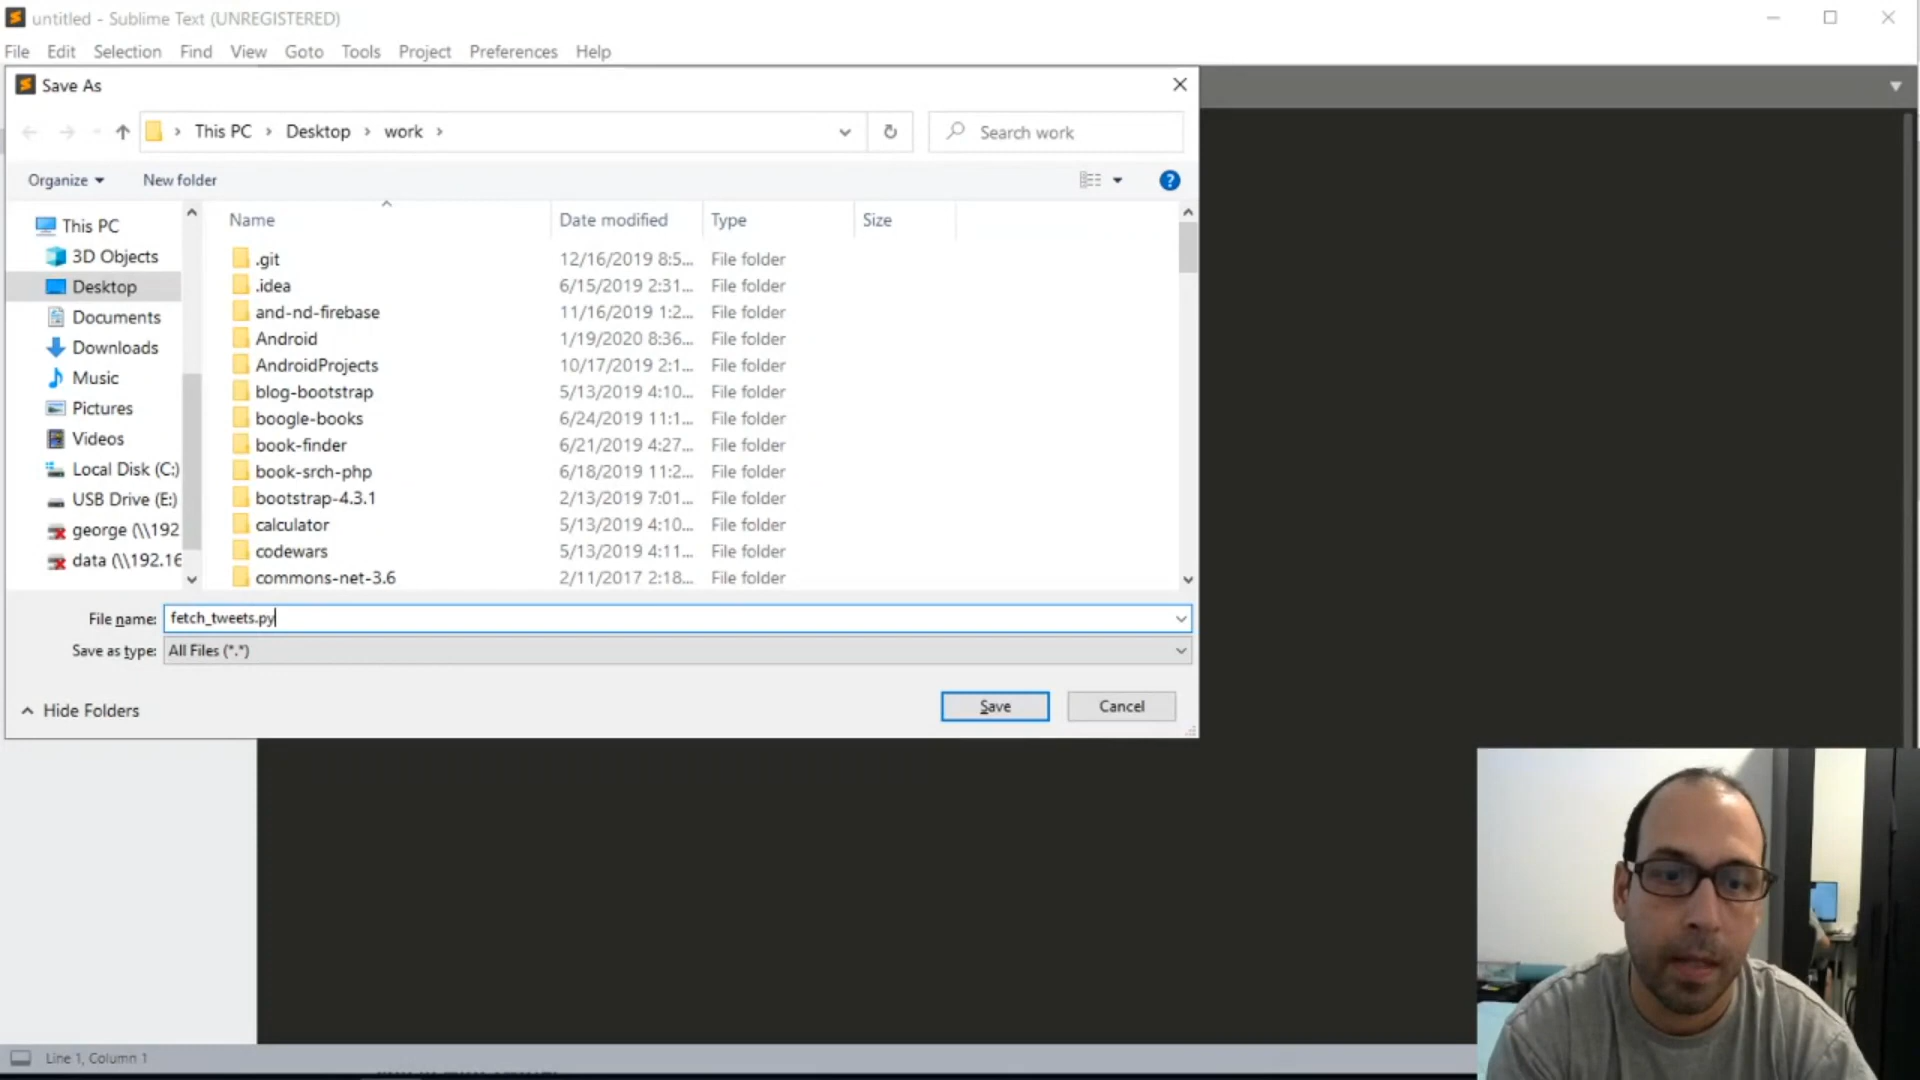 untitled - Sublime Text (UNREGISTERED)
File Edit Selection Find View Goto Tools Project Preferences Help
Save As
This PC › Desktop › work ›
Search work
Organize New folder
This PC
3D Objects
Desktop
Documents
Downloads
Music
Pictures
Videos
Local Disk (C:)
USB Drive (E:)
george (\\192
data (\\192.16
Name Date modified Type Size
.git 12/16/2019 8:5... File folder
.idea 6/15/2019 2:31... File folder
and-nd-firebase 11/16/2019 1:2... File folder
Android 1/19/2020 8:36... File folder
AndroidProjects 10/17/2019 2:1... File folder
blog-bootstrap 5/13/2019 4:10... File folder
boogle-books 6/24/2019 11:1... File folder
book-finder 6/21/2019 4:27... File folder
book-srch-php 6/18/2019 11:2... File folder
bootstrap-4.3.1 2/13/2019 7:01... File folder
calculator 5/13/2019 4:10... File folder
codewars 5/13/2019 4:11... File folder
commons-net-3.6 2/11/2017 2:18... File folder
File name: fetch_tweets.py
Save as type: All Files (*.*)
Hide Folders
Save Cancel
Line 1, Column 1